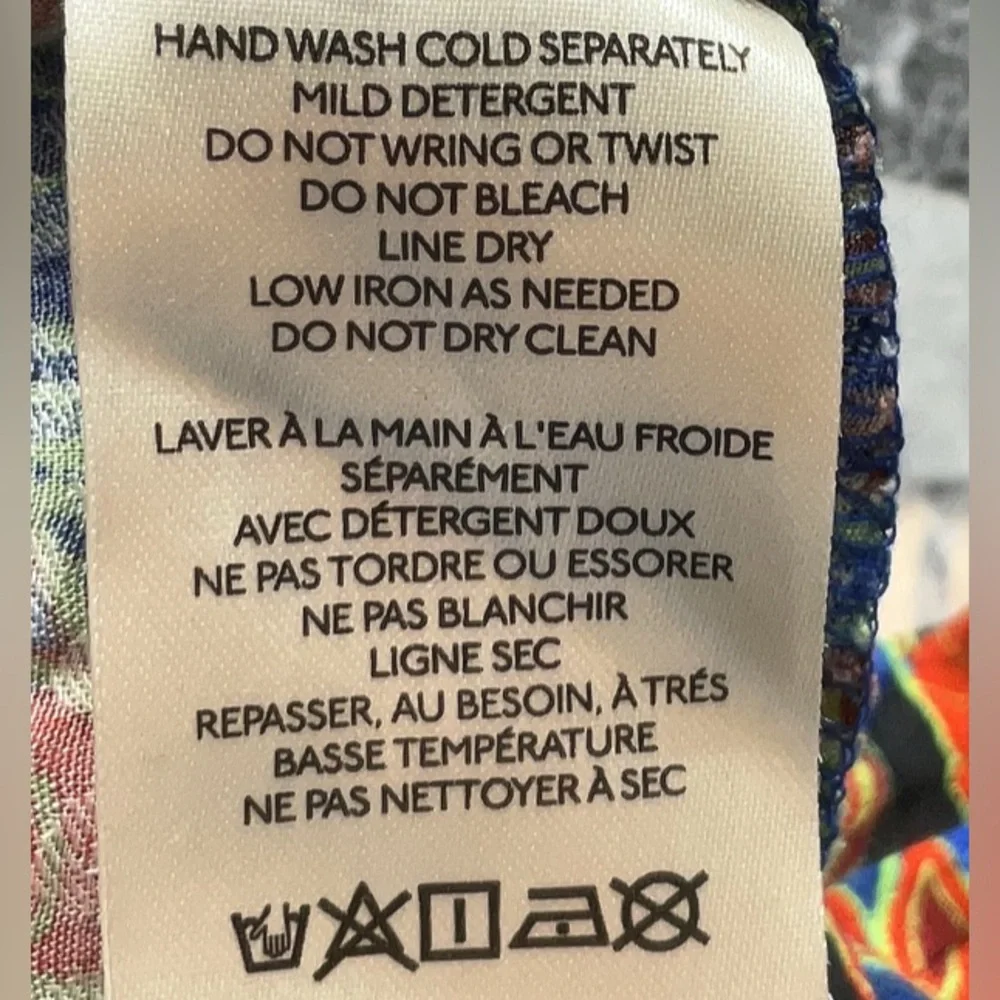 HAND WASH COLD SEPARATELY
MILD DETERGENT
DO NOT WRING OR TWIST
DO NOT BLEACH
LINE DRY
LOW IRON AS NEEDED
DO NOT DRY CLEAN
LAVER À LA MAIN À L'EAU FROIDE
SÉPARÉMENT
AVEC DÉTERGENT DOUX
NE PAS TORDRE OU ESSORER
NE PAS BLANCHIR
LIGNE SEC
REPASSER, AU BESOIN, À TRÉS
BASSE TEMPÉRATURE
NE PAS NETTOYER À SEC